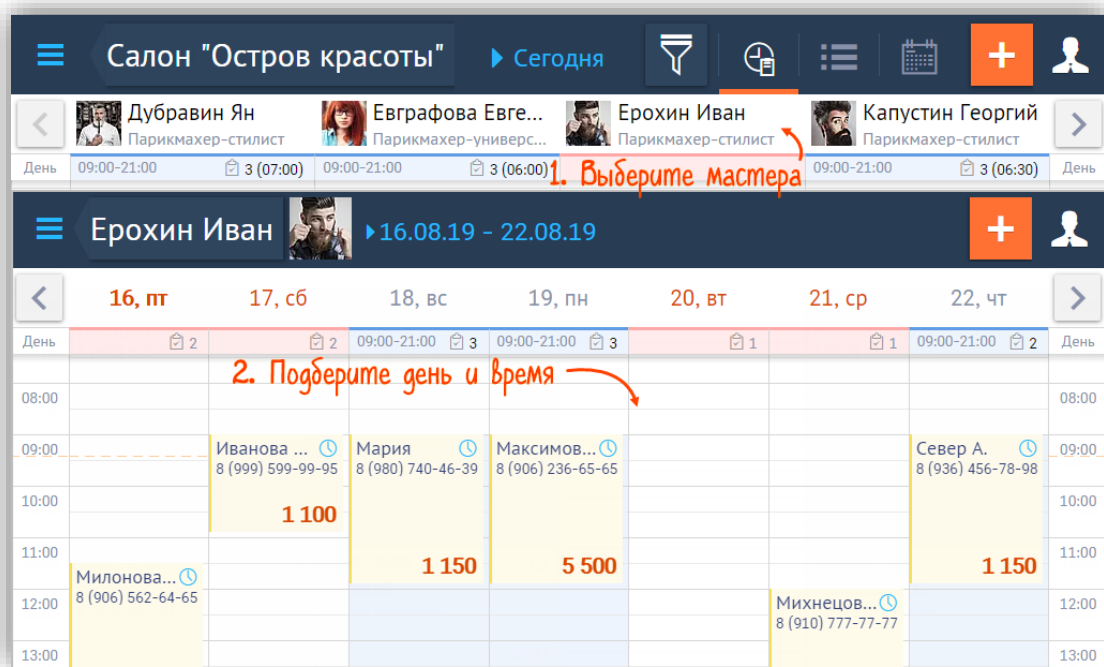 Салон "Остров красоты" Сегодня
Дубравин Ян Евграфова Евге... Ерохин Иван Капустин Георгий
Парикмахер-стилист Парикмахер-универс... Парикмахер-стилист Парикмахер-стилист
День 09:00-21:00 3 (07:00) 09:00-21:00 3 (06:00) 09:00-21:00 3 (06:30) День
1. Выберите мастера
Ерохин Иван 16.08.19 - 22.08.19
16, пт 17, сб 18, вс 19, пн 20, вт 21, ср 22, чт
День 2 2 09:00-21:00 3 09:00-21:00 3 1 1 09:00-21:00 2 День
2. Подберите день и время
08:00 08:00
09:00 Иванова ... Мария Максимов... Север А. 09:00
8 (999) 599-99-95 8 (980) 740-46-39 8 (906) 236-65-65 8 (936) 456-78-98
10:00 10:00
1 100
11:00 11:00
1 150 5 500 1 150
Милонова...
12:00 8 (906) 562-64-65 Михнецов... 12:00
8 (910) 777-77-77
13:00 13:00